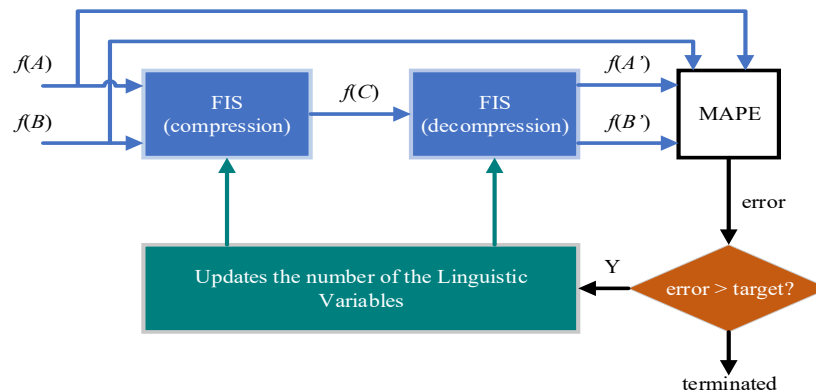 f(A)
f(B)
FIS
(compression)
f(C)
FIS
(decompression)
f(A')
f(B')
MAPE
error
Updates the number of the Linguistic
Variables
Y
error > target?
terminated